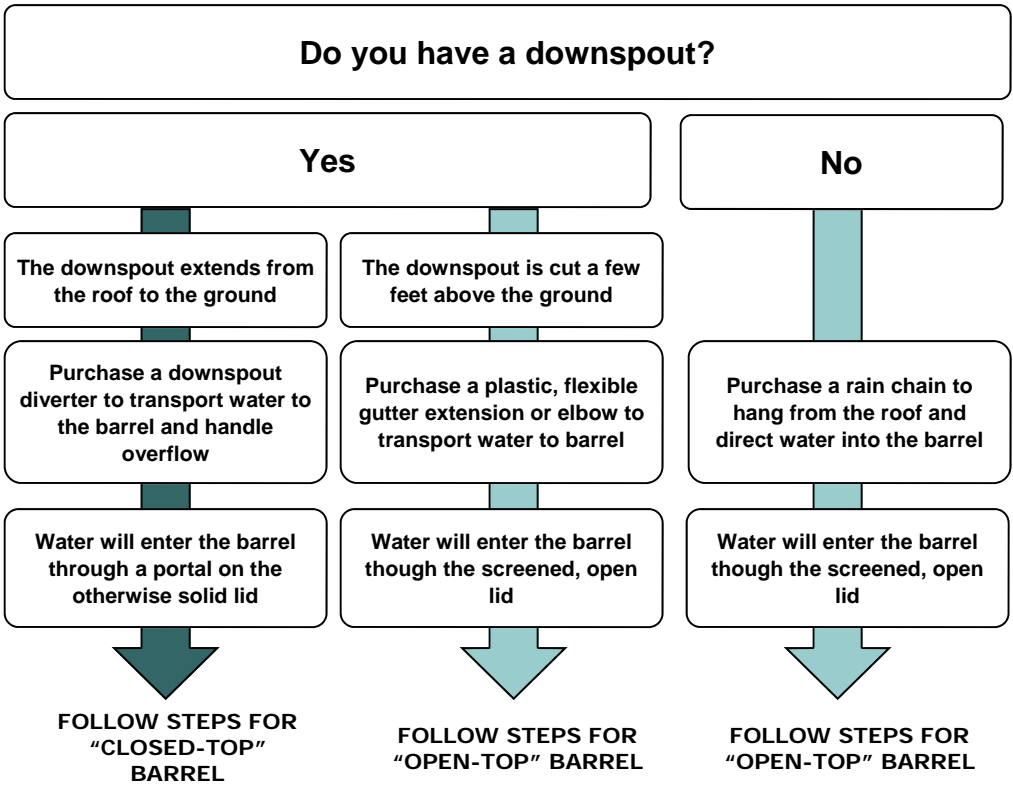 Do you have a downspout?
Yes
No
The downspout extends from
the roof to the ground
The downspout is cut a few
feet above the ground
Purchase a downspout
diverter to transport water to
the barrel and handle
overflow
Purchase a plastic, flexible
gutter extension or elbow to
transport water to barrel
Purchase a rain chain to
hang from the roof and
direct water into the barrel
Water will enter the barrel
through a portal on the
otherwise solid lid
Water will enter the barrel
though the screened, open
lid
Water will enter the barrel
though the screened, open
lid
FOLLOW STEPS FOR
“CLOSED-TOP”
BARREL
FOLLOW STEPS FOR
“OPEN-TOP” BARREL
FOLLOW STEPS FOR
“OPEN-TOP” BARREL